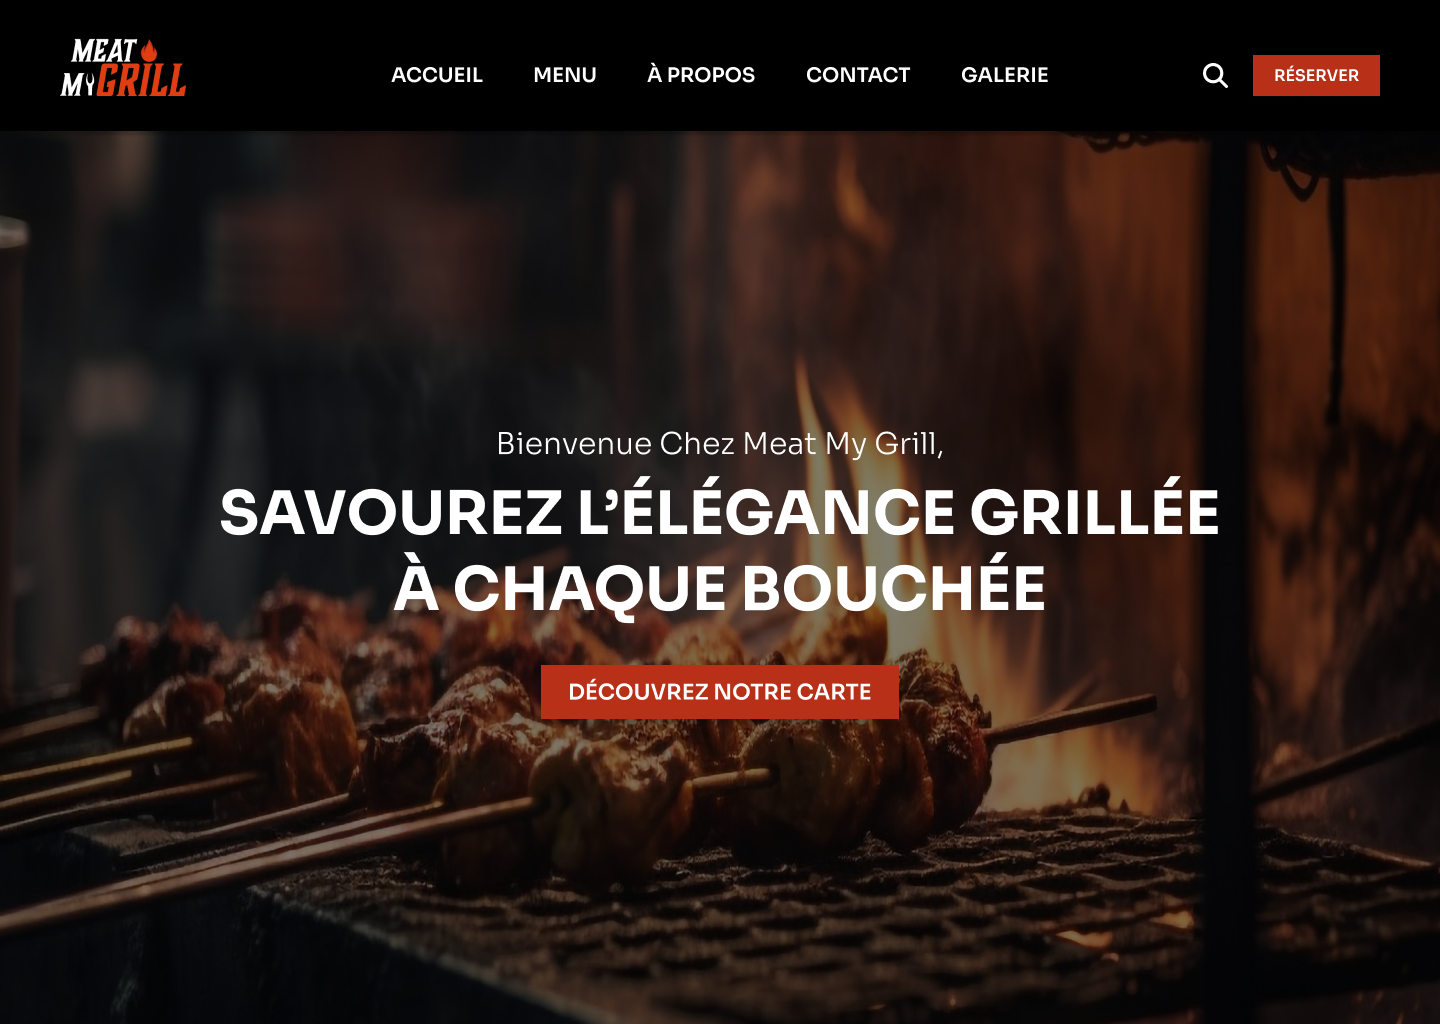 MEAT
MY GRILL
ACCUEIL
MENU
À PROPOS
CONTACT
GALERIE
RÉSERVER
Bienvenue Chez Meat My Grill,
SAVOUREZ L’ÉLÉGANCE GRILLÉE
À CHAQUE BOUCHÉE
DÉCOUVREZ NOTRE CARTE